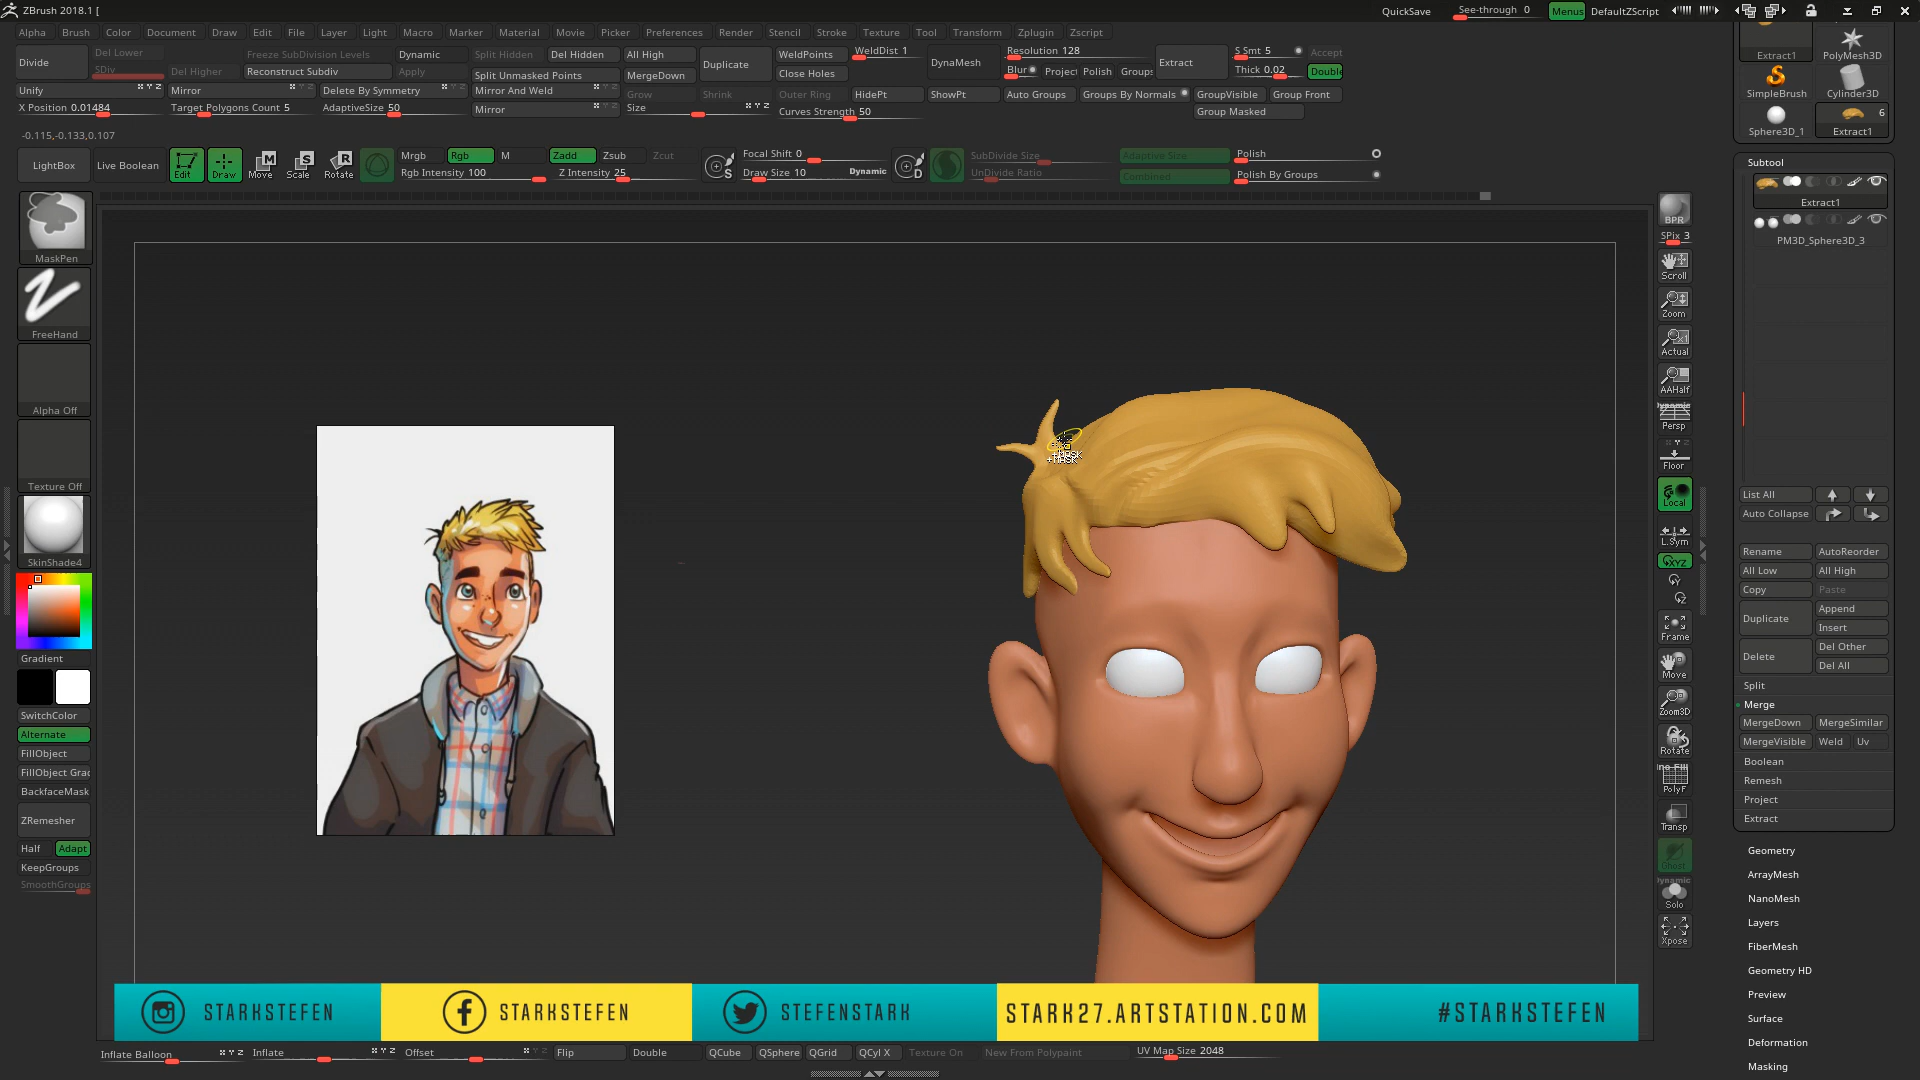 ZBrush 2018.1 [
QuickSave
See-through 0
Menus
DefaultZScript
Alpha Brush Color Document Draw Edit File Layer Light Macro Marker Material Movie Picker Preferences Render Stencil Stroke Texture Tool Transform Zplugin Zscript
Divide
Del Lower
SDiv
Del Higher
Freeze SubDivision Levels
Reconstruct Subdiv
Dynamic
Apply
Split Hidden
Del Hidden
Split Unmasked Points
All High
MergeDown
Duplicate
WeldPoints
WeldDist 1
Close Holes
DynaMesh
Resolution 128
Blur
Project
Polish
Groups
Extract
S Smt 5
Accept
Thick 0.02
Double
Unify
Mirror
Delete By Symmetry
Mirror And Weld
Grow
Shrink
Outer Ring
HidePt
ShowPt
Auto Groups
Groups By Normals
GroupVisible
Group Front
X Position 0.01484
Target Polygons Count 5
AdaptiveSize 50
Mirror
Size
Curves Strength 50
Group Masked
-0.115,-0.133,0.107
LightBox
Live Boolean
Edit
Draw
Move
Scale
Rotate
Mrgb
Rgb
M
Rgb Intensity 100
Zadd
Zsub
Zcut
Z Intensity 25
Focal Shift 0
Draw Size 10
Dynamic
SubDivide Size
UnDivide Ratio
Adaptive Size
Combined
Polish
Polish By Groups
MaskPen
FreeHand
Alpha Off
Texture Off
SkinShade4
Gradient
SwitchColor
Alternate
FillObject
FillObject Grac
BackfaceMask
ZRemesher
Half
Adapt
KeepGroups
SmoothGroups
BPR
SPix 3
Scroll
Zoom
Actual
AAHalf
Dynamic
Persp
Floor
Local
L.Sym
XYZ
Frame
Move
Zoom3D
Rotate
PolyF
Transp
Ghost
Dynamic
Solo
Xpose
Extract1
PolyMesh3D
SimpleBrush
Cylinder3D
Sphere3D_1
6
Extract1
Subtool
Extract1
PM3D_Sphere3D_3
List All
Auto Collapse
Rename
AutoReorder
All Low
All High
Copy
Paste
Duplicate
Append
Insert
Delete
Del Other
Del All
Split
Merge
MergeDown
MergeSimilar
MergeVisible
Weld
Uv
Boolean
Remesh
Project
Extract
Geometry
ArrayMesh
NanoMesh
Layers
FiberMesh
Geometry HD
Preview
Surface
Deformation
Masking
STARKSTEFEN
STARKSTEFEN
STEFENSTARK
STARK27.ARTSTATION.COM
#STARKSTEFEN
Inflate Balloon
Inflate
Offset
Flip
Double
QCube
QSphere
QGrid
QCyl X
Texture On
New From Polypaint
UV Map Size 2048